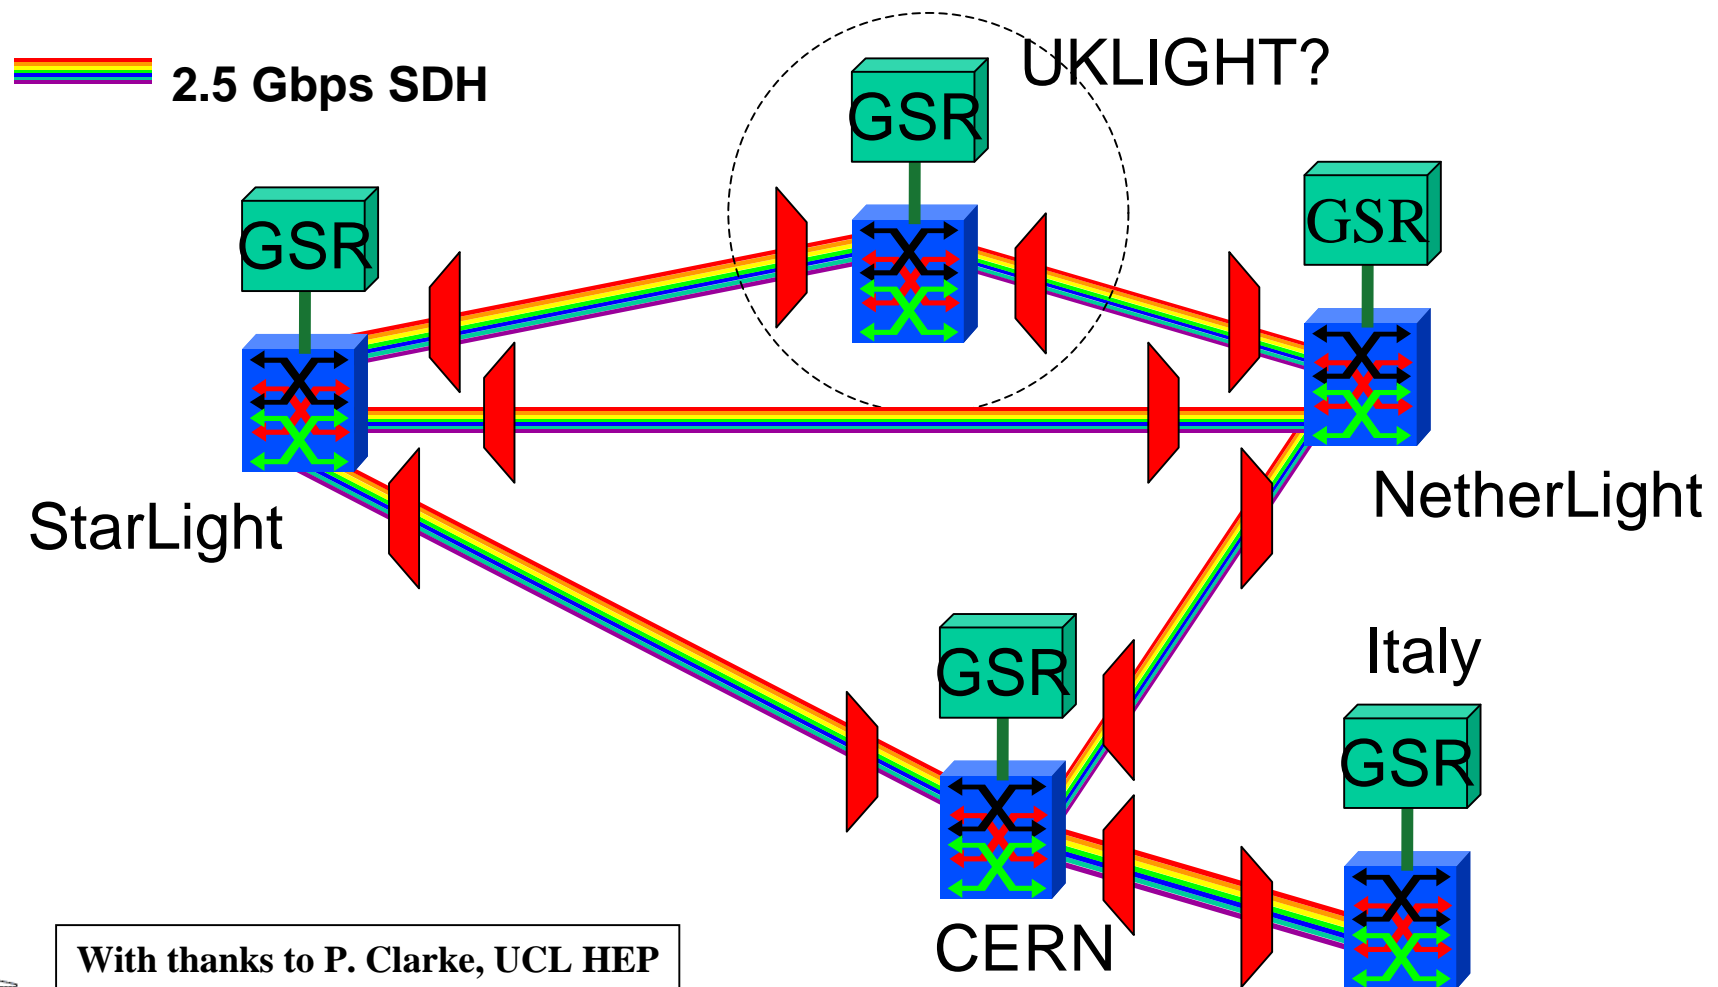 2.5 Gbps SDH
UKLIGHT?
GSR
GSR
GSR
StarLight
NetherLight
GSR
Italy
GSR
CERN
With thanks to P. Clarke, UCL HEP